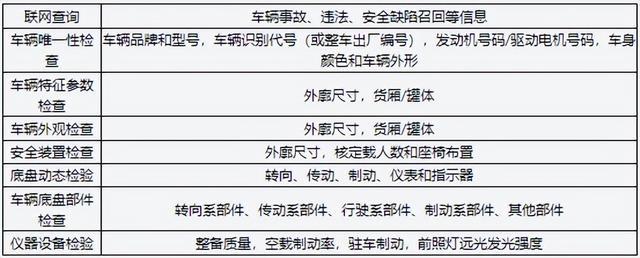 联网查询
车辆事故、违法、安全缺陷召回等信息
车辆唯一性检
查
车辆品牌和型号，车辆识别代号（或整车出厂编号），发动机号码/驱动电机号码，车身
颜色和车辆外形
车辆特征参数
检查
外廓尺寸，货厢/罐体
车辆外观检查
外廓尺寸，货厢/罐体
安全装置检查
外廓尺寸，核定载人数和座椅布置
底盘动态检验
转向、传动、制动、仪表和指示器
车辆底盘部件
检查
转向系部件、传动系部件、行驶系部件、制动系部件、其他部件
仪器设备检验
整备质量，空载制动率，驻车制动，前照灯远光发光强度